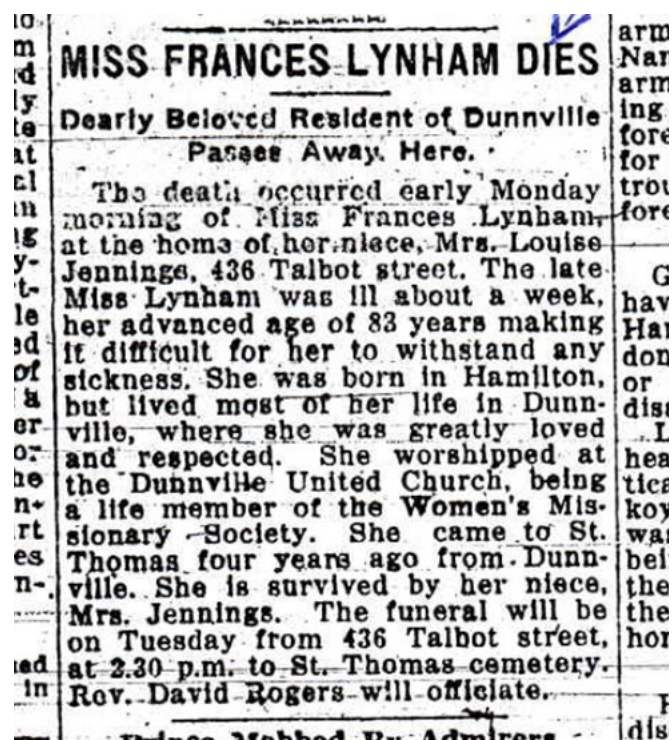 MISS FRANCES LYNHAM DIES
Dearly Beloved Resident of Dunnville
Passes Away Here.
The death occurred early Monday
morning of Miss Frances Lynham,
at the home of her niece, Mrs. Louise
Jennings, 436 Talbot street. The late
Miss Lynham was ill about a week,
her advanced age of 83 years making
it difficult for her to withstand any
sickness. She was born in Hamilton,
but lived most of her life in Dunn-
ville, where she was greatly loved
and respected. She worshipped at
the Dunnville United Church, being
a life member of the Women's Mis-
sionary Society. She came to St.
Thomas four years ago from Dunn-
ville. She is survived by her niece,
Mrs. Jennings. The funeral will be
on Tuesday from 436 Talbot street,
at 2.30 p.m. to St. Thomas cemetery.
Rev. David Rogers will officiate.